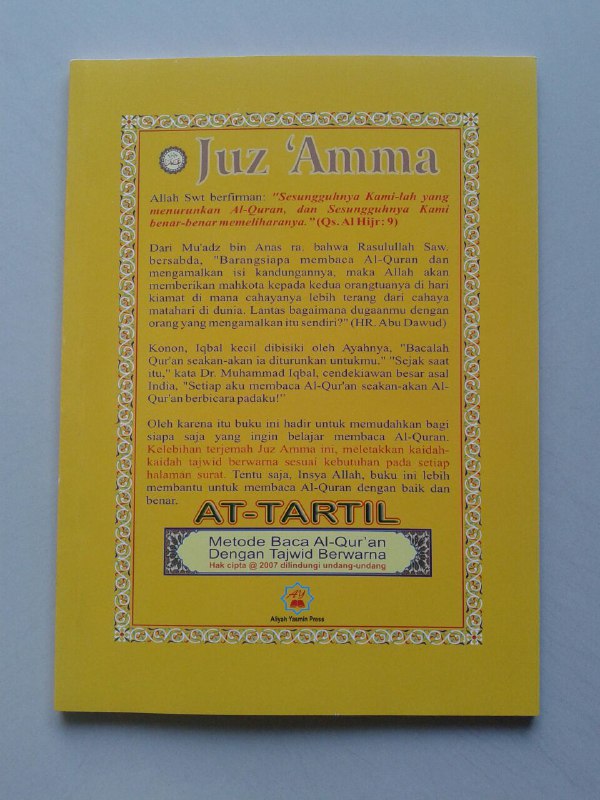 Juz 'Amma
Allah Swt berfirman: "Sesungguhnya Kami-lah yang
menurunkan Al-Quran, dan Sesungguhnya Kami
benar-benar memeliharanya." (Qs. Al Hijr: 9)
Dari Mu'adz bin Anas ra. bahwa Rasulullah Saw.
bersabda, "Barangsiapa membaca Al-Quran dan
mengamalkan isi kandungannya, maka Allah akan
memberikan mahkota kepada kedua orangtuanya di hari
kiamat di mana cahayanya lebih terang dari cahaya
matahari di dunia. Lantas bagaimana dugaanmu dengan
orang yang mengamalkan itu sendiri?" (HR. Abu Dawud)
Konon, Iqbal kecil dibisiki oleh Ayahnya, "Bacalah
Qur'an seakan-akan ia diturunkan untukmu." "Sejak saat
itu," kata Dr. Muhammad Iqbal, cendekiawan besar asal
India, "Setiap aku membaca Al-Qur'an seakan-akan Al-
Qur'an berbicara padaku!"
Oleh karena itu buku ini hadir untuk memudahkan bagi
siapa saja yang ingin belajar membaca Al-Quran.
Kelebihan terjemah Juz Amma ini, meletakkan kaidah-
kaidah tajwid berwarna sesuai kebutuhan pada setiap
halaman surat. Tentu saja, Insya Allah, buku ini lebih
membantu untuk membaca Al-Quran dengan baik dan
benar.
AT-TARTIL
Metode Baca Al-Qur'an
Dengan Tajwid Berwarna
Hak cipta @ 2007 dilindungi undang-undang
AY
Aliyah Yasmin Press